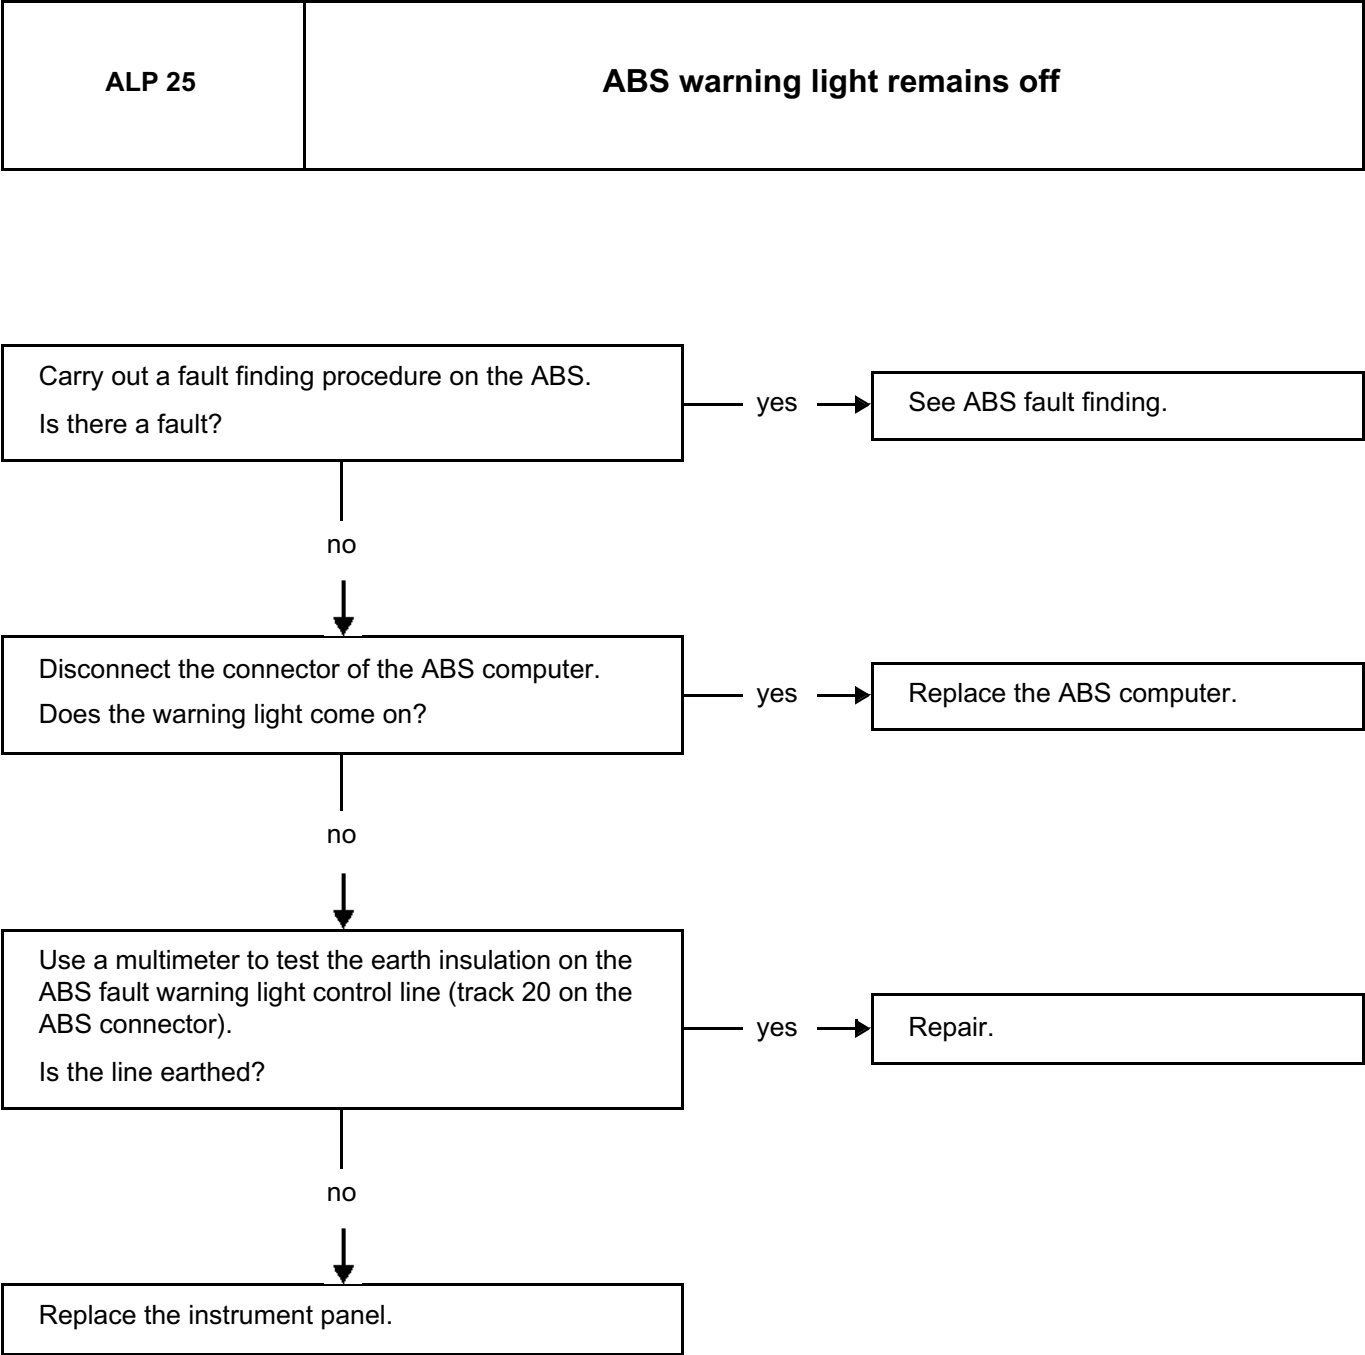 ALP 25
ABS warning light remains off
Carry out a fault finding procedure on the ABS.
Is there a fault?
yes
See ABS fault finding.
no
Disconnect the connector of the ABS computer.
Does the warning light come on?
yes
Replace the ABS computer.
no
Use a multimeter to test the earth insulation on the
ABS fault warning light control line (track 20 on the
ABS connector).
Is the line earthed?
yes
Repair.
no
Replace the instrument panel.